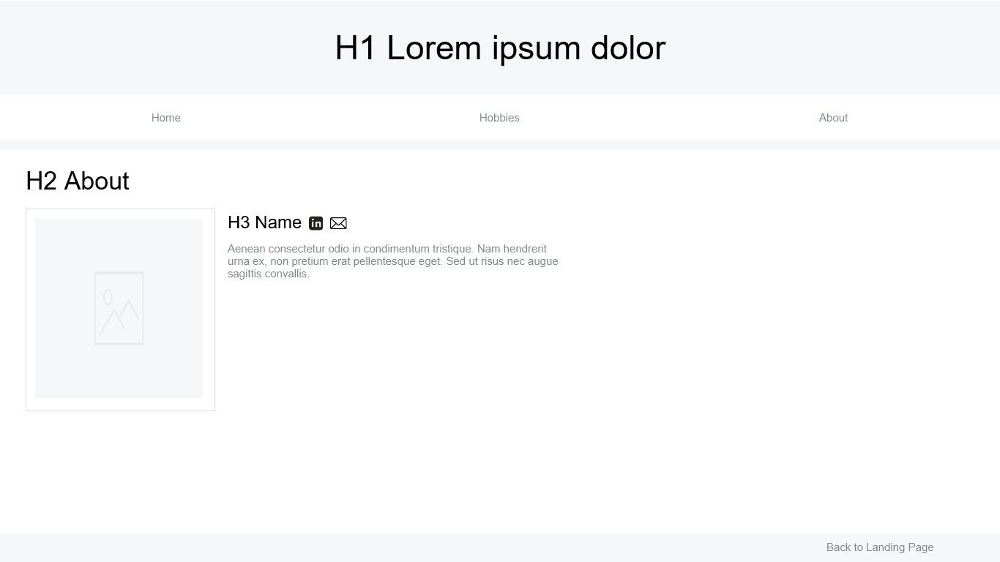 H1 Lorem ipsum dolor
Home
Hobbies
About
H2 About
H3 Name in
Aenean consectetur odio in condimentum tristique. Nam hendrerit
urna ex, non pretium erat pellentesque eget. Sed ut risus nec augue
sagittis convallis.
Back to Landing Page